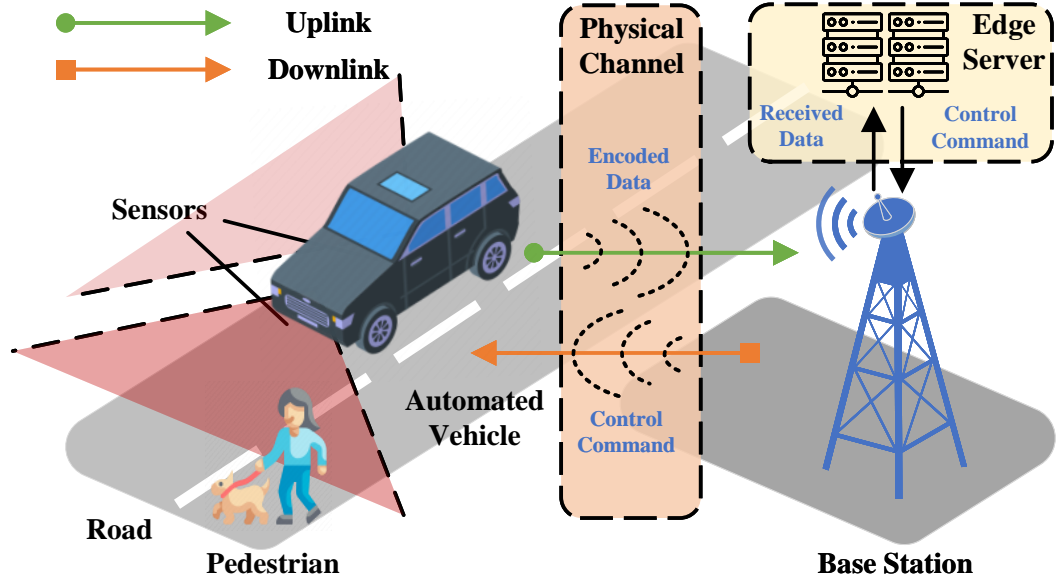 Uplink
Downlink
Physical
Channel
Edge
Server
Received
Data
Control
Command
Encoded
Data
Sensors
Automated
Vehicle
Control
Command
Road
Pedestrian
Base Station